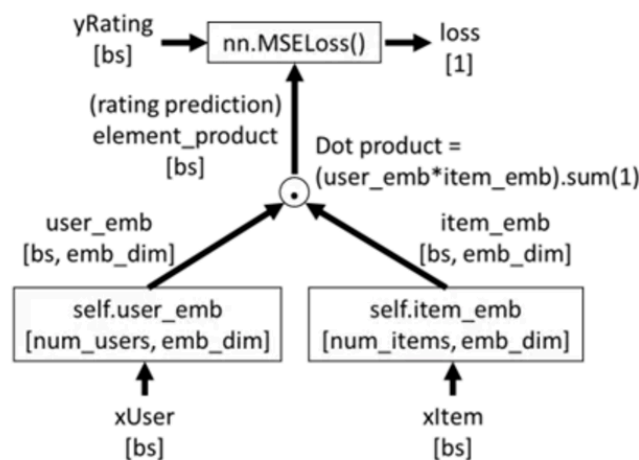 yRating
[bs]
nn.MSELoss()
loss
[1]
(rating prediction)
element_product
[bs]
Dot product =
(user_emb*item_emb).sum(1)
user_emb
[bs, emb_dim]
item_emb
[bs, emb_dim]
self.user_emb
[num_users, emb_dim]
self.item_emb
[num_items, emb_dim]
xUser
[bs]
xItem
[bs]